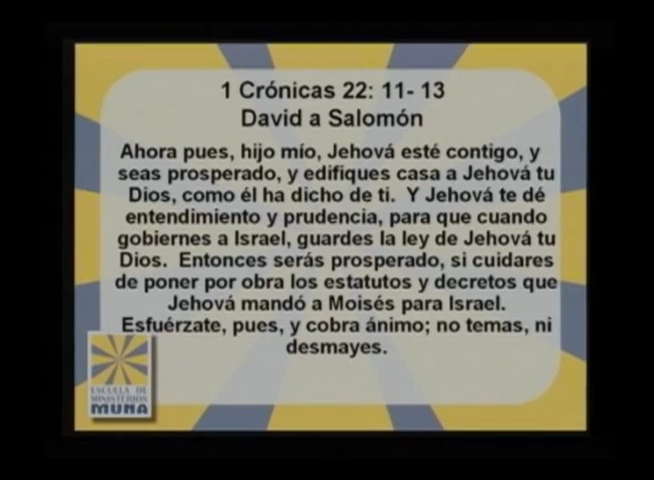 1 Crónicas 22: 11- 13
David a Salomón
Ahora pues, hijo mío, Jehová esté contigo, y
seas prosperado, y edifiques casa a Jehová tu
Dios, como él ha dicho de ti.  Y Jehová te dé
entendimiento y prudencia, para que cuando
gobiernes a Israel, guardes la ley de Jehová tu
Dios.  Entonces serás prosperado, si cuidares
de poner por obra los estatutos y decretos que
Jehová mandó a Moisés para Israel.
Esfuérzate, pues, y cobra ánimo; no temas, ni
desmayes.
ESCUELA DE
MINISTERIOS
MUNA